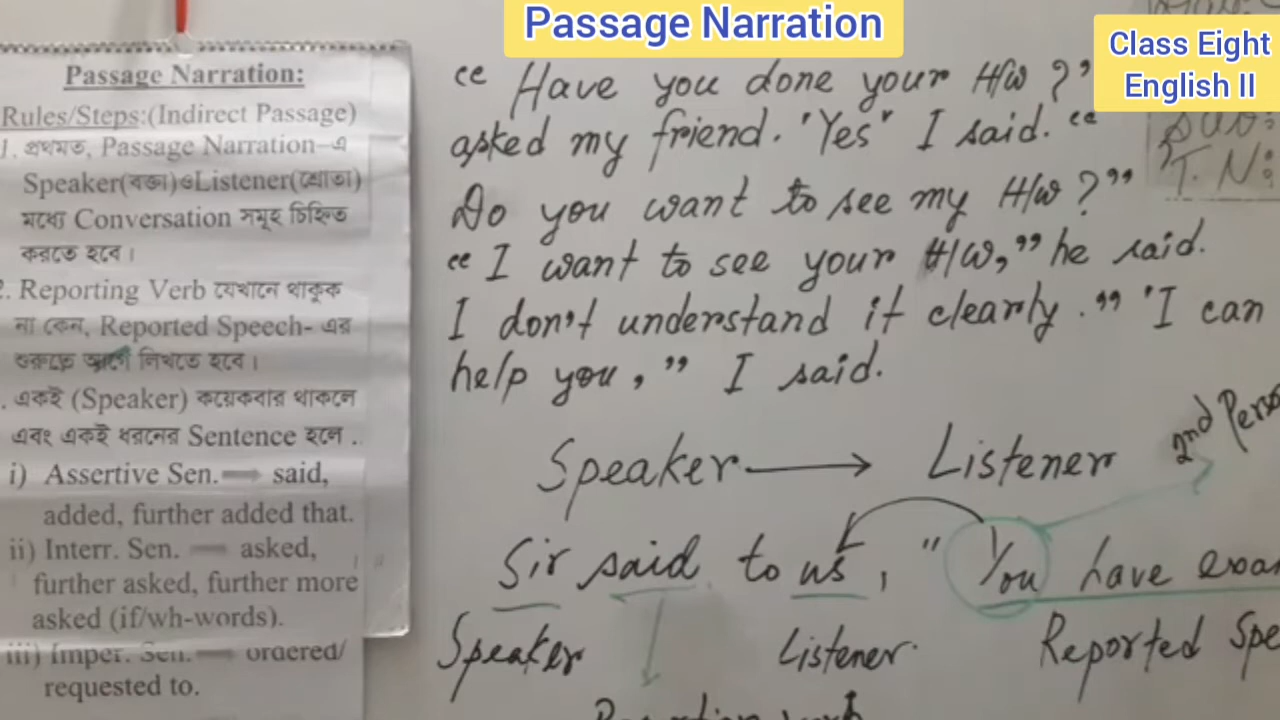 Passage Narration
Class Eight
English II
Passage Narration:
Rules/Steps:(Indirect Passage)
1. প্রথমত, Passage Narration–এ
Speaker(বক্তা)ওListener(শ্রোতা)
মধ্যে Conversation সমূহ চিহ্নিত
করতে হবে।
. Reporting Verb যেখানে থাকুক
না কেন, Reported Speech- এর
শুরুতে আগে লিখতে হবে।
. একই (Speaker) কয়েকবার থাকলে
এবং একই ধরনের Sentence হলে ..
i) Assertive Sen. said,
added, further added that.
ii) Interr. Sen. asked,
further asked, further more
asked (if/wh-words).
iii) Imper. Sen. ordered/
requested to.
“ Have you done your H/W ?”
asked my friend. "Yes" I said. “
Do you want to see my H/W ?”
“ I want to see your H/W,” he said.
I don't understand it clearly .” "I can
help you ,” I said.
Speaker → Listener 2nd Perso
Sir said to us , " You have exam
Speaker Listener Reported Spe
T. N: